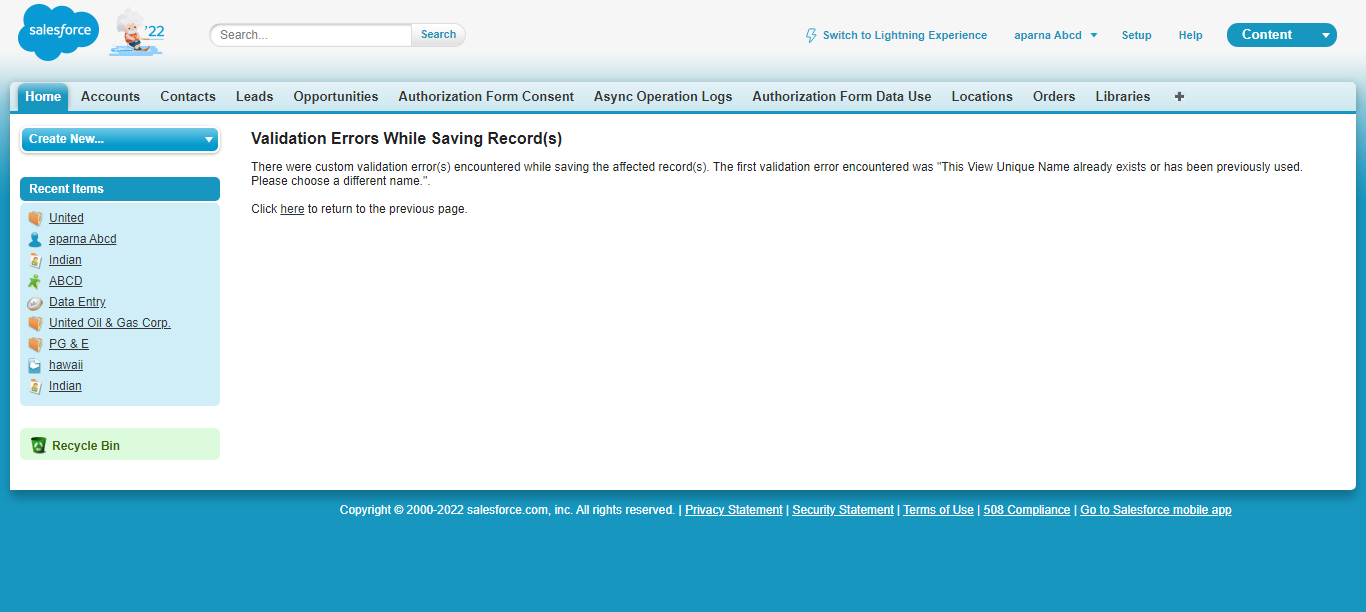 salesforce
'22
Search...
Search
Switch to Lightning Experience
aparna Abcd
Setup
Help
Content
Home
Accounts
Contacts
Leads
Opportunities
Authorization Form Consent
Async Operation Logs
Authorization Form Data Use
Locations
Orders
Libraries
Create New...
Recent Items
United
aparna Abcd
Indian
ABCD
Data Entry
United Oil & Gas Corp.
PG & E
hawaii
Indian
Recycle Bin
Validation Errors While Saving Record(s)
There were custom validation error(s) encountered while saving the affected record(s). The first validation error encountered was "This View Unique Name already exists or has been previously used.
Please choose a different name.".
Click here to return to the previous page.
Copyright © 2000-2022 salesforce.com, inc. All rights reserved. | Privacy Statement | Security Statement | Terms of Use | 508 Compliance | Go to Salesforce mobile app